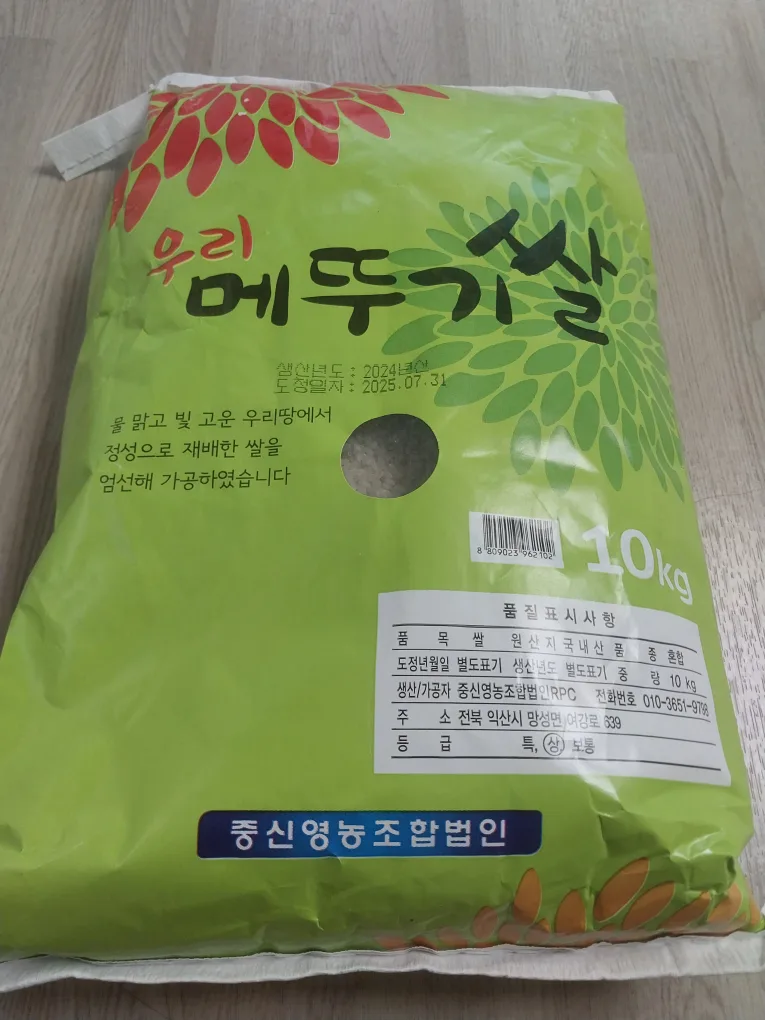 우리
메뚜기쌀
생산년도 : 2024년산
도정일자 : 2025.07.31
물 맑고 빛 고운 우리땅에서
정성으로 재배한 쌀을
엄선해 가공하였습니다
8 809023 962102
10kg
품질표시사항
품 목 쌀 원산지 국내산 품 종 혼합
도정년월일 별도표기 생산년도 별도표기 중 량 10 kg
생산/가공자 중신영농조합법인RPC 전화번호 010-3651-9798
주 소 전북 익산시 망성면 여강로 639
등 급 특, 상, 보통
중신영농조합법인